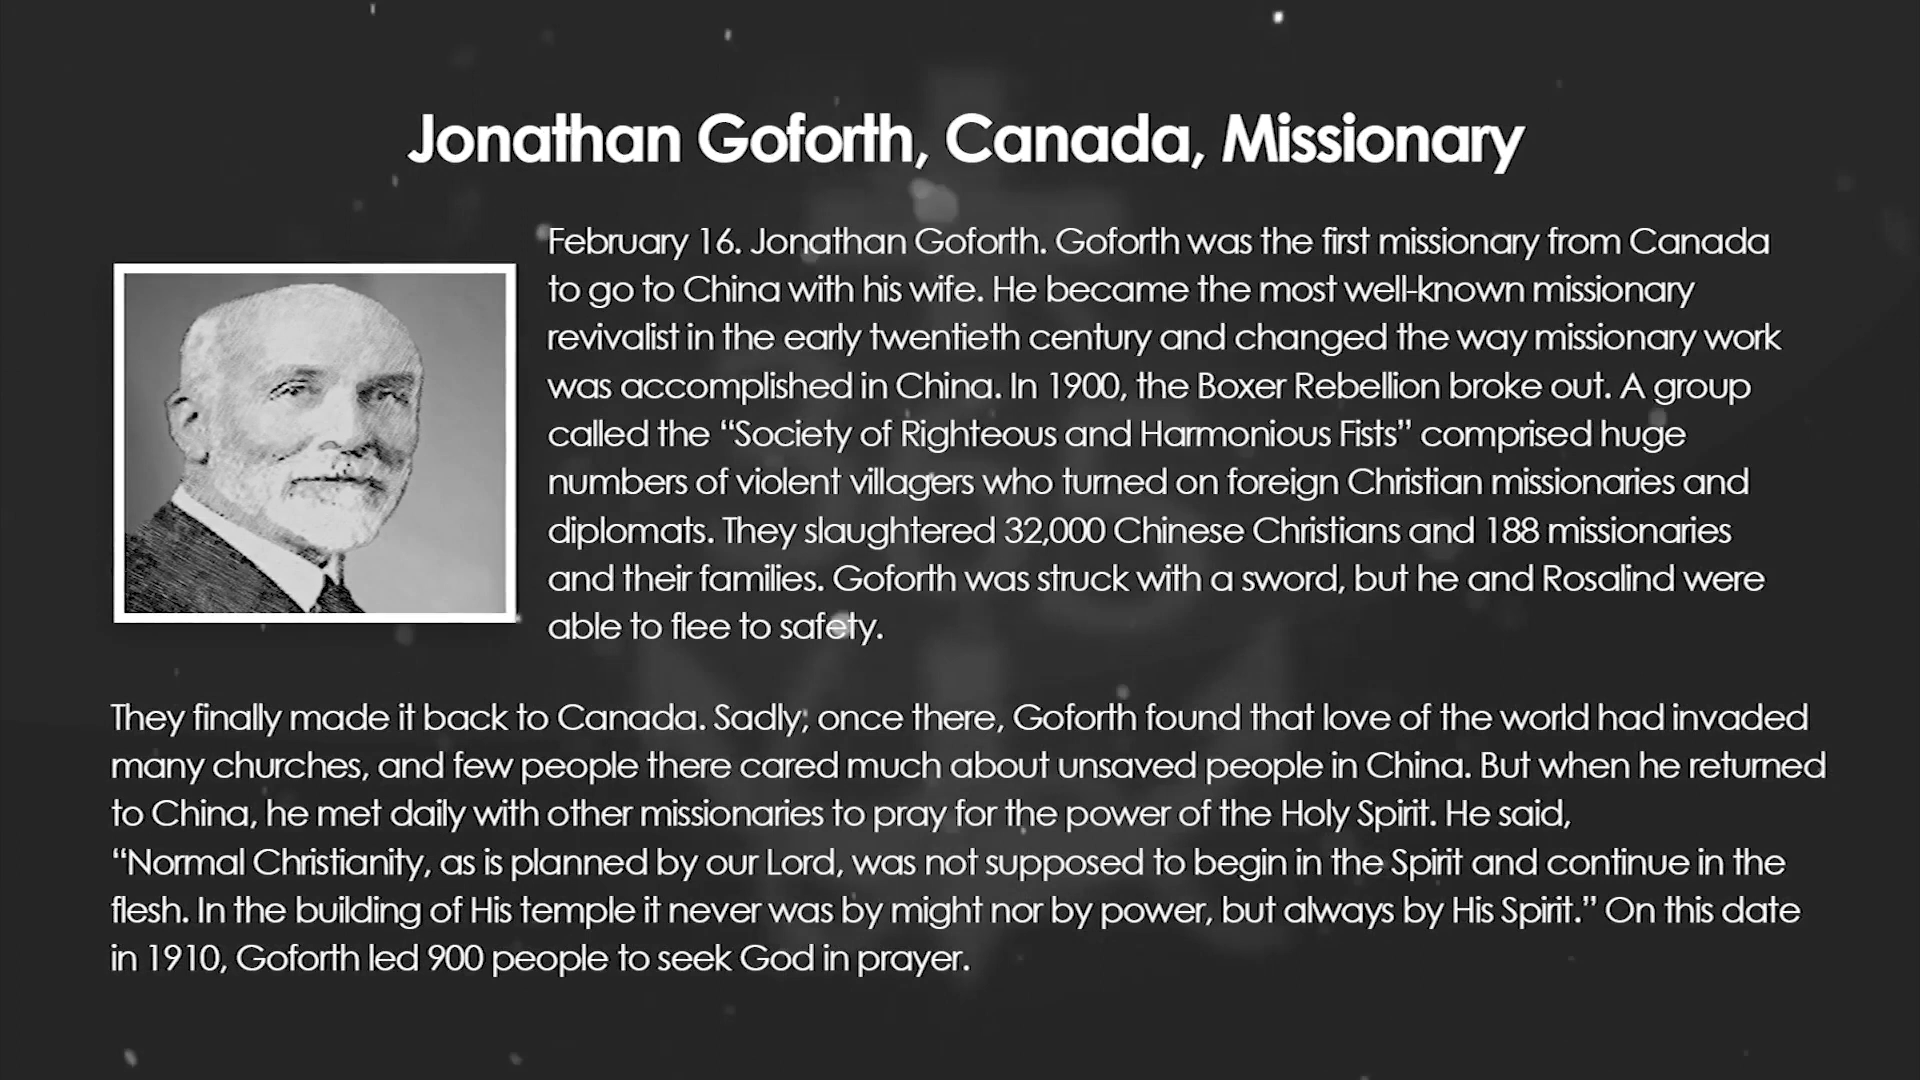 Jonathan Goforth, Canada, Missionary
February 16. Jonathan Goforth. Goforth was the first missionary from Canada
to go to China with his wife. He became the most well-known missionary
revivalist in the early twentieth century and changed the way missionary work
was accomplished in China. In 1900, the Boxer Rebellion broke out. A group
called the “Society of Righteous and Harmonious Fists” comprised huge
numbers of violent villagers who turned on foreign Christian missionaries and
diplomats. They slaughtered 32,000 Chinese Christians and 188 missionaries
and their families. Goforth was struck with a sword, but he and Rosalind were
able to flee to safety.
They finally made it back to Canada. Sadly, once there, Goforth found that love of the world had invaded
many churches, and few people there cared much about unsaved people in China. But when he returned
to China, he met daily with other missionaries to pray for the power of the Holy Spirit. He said,
“Normal Christianity, as is planned by our Lord, was not supposed to begin in the Spirit and continue in the
flesh. In the building of His temple it never was by might nor by power, but always by His Spirit.” On this date
in 1910, Goforth led 900 people to seek God in prayer.